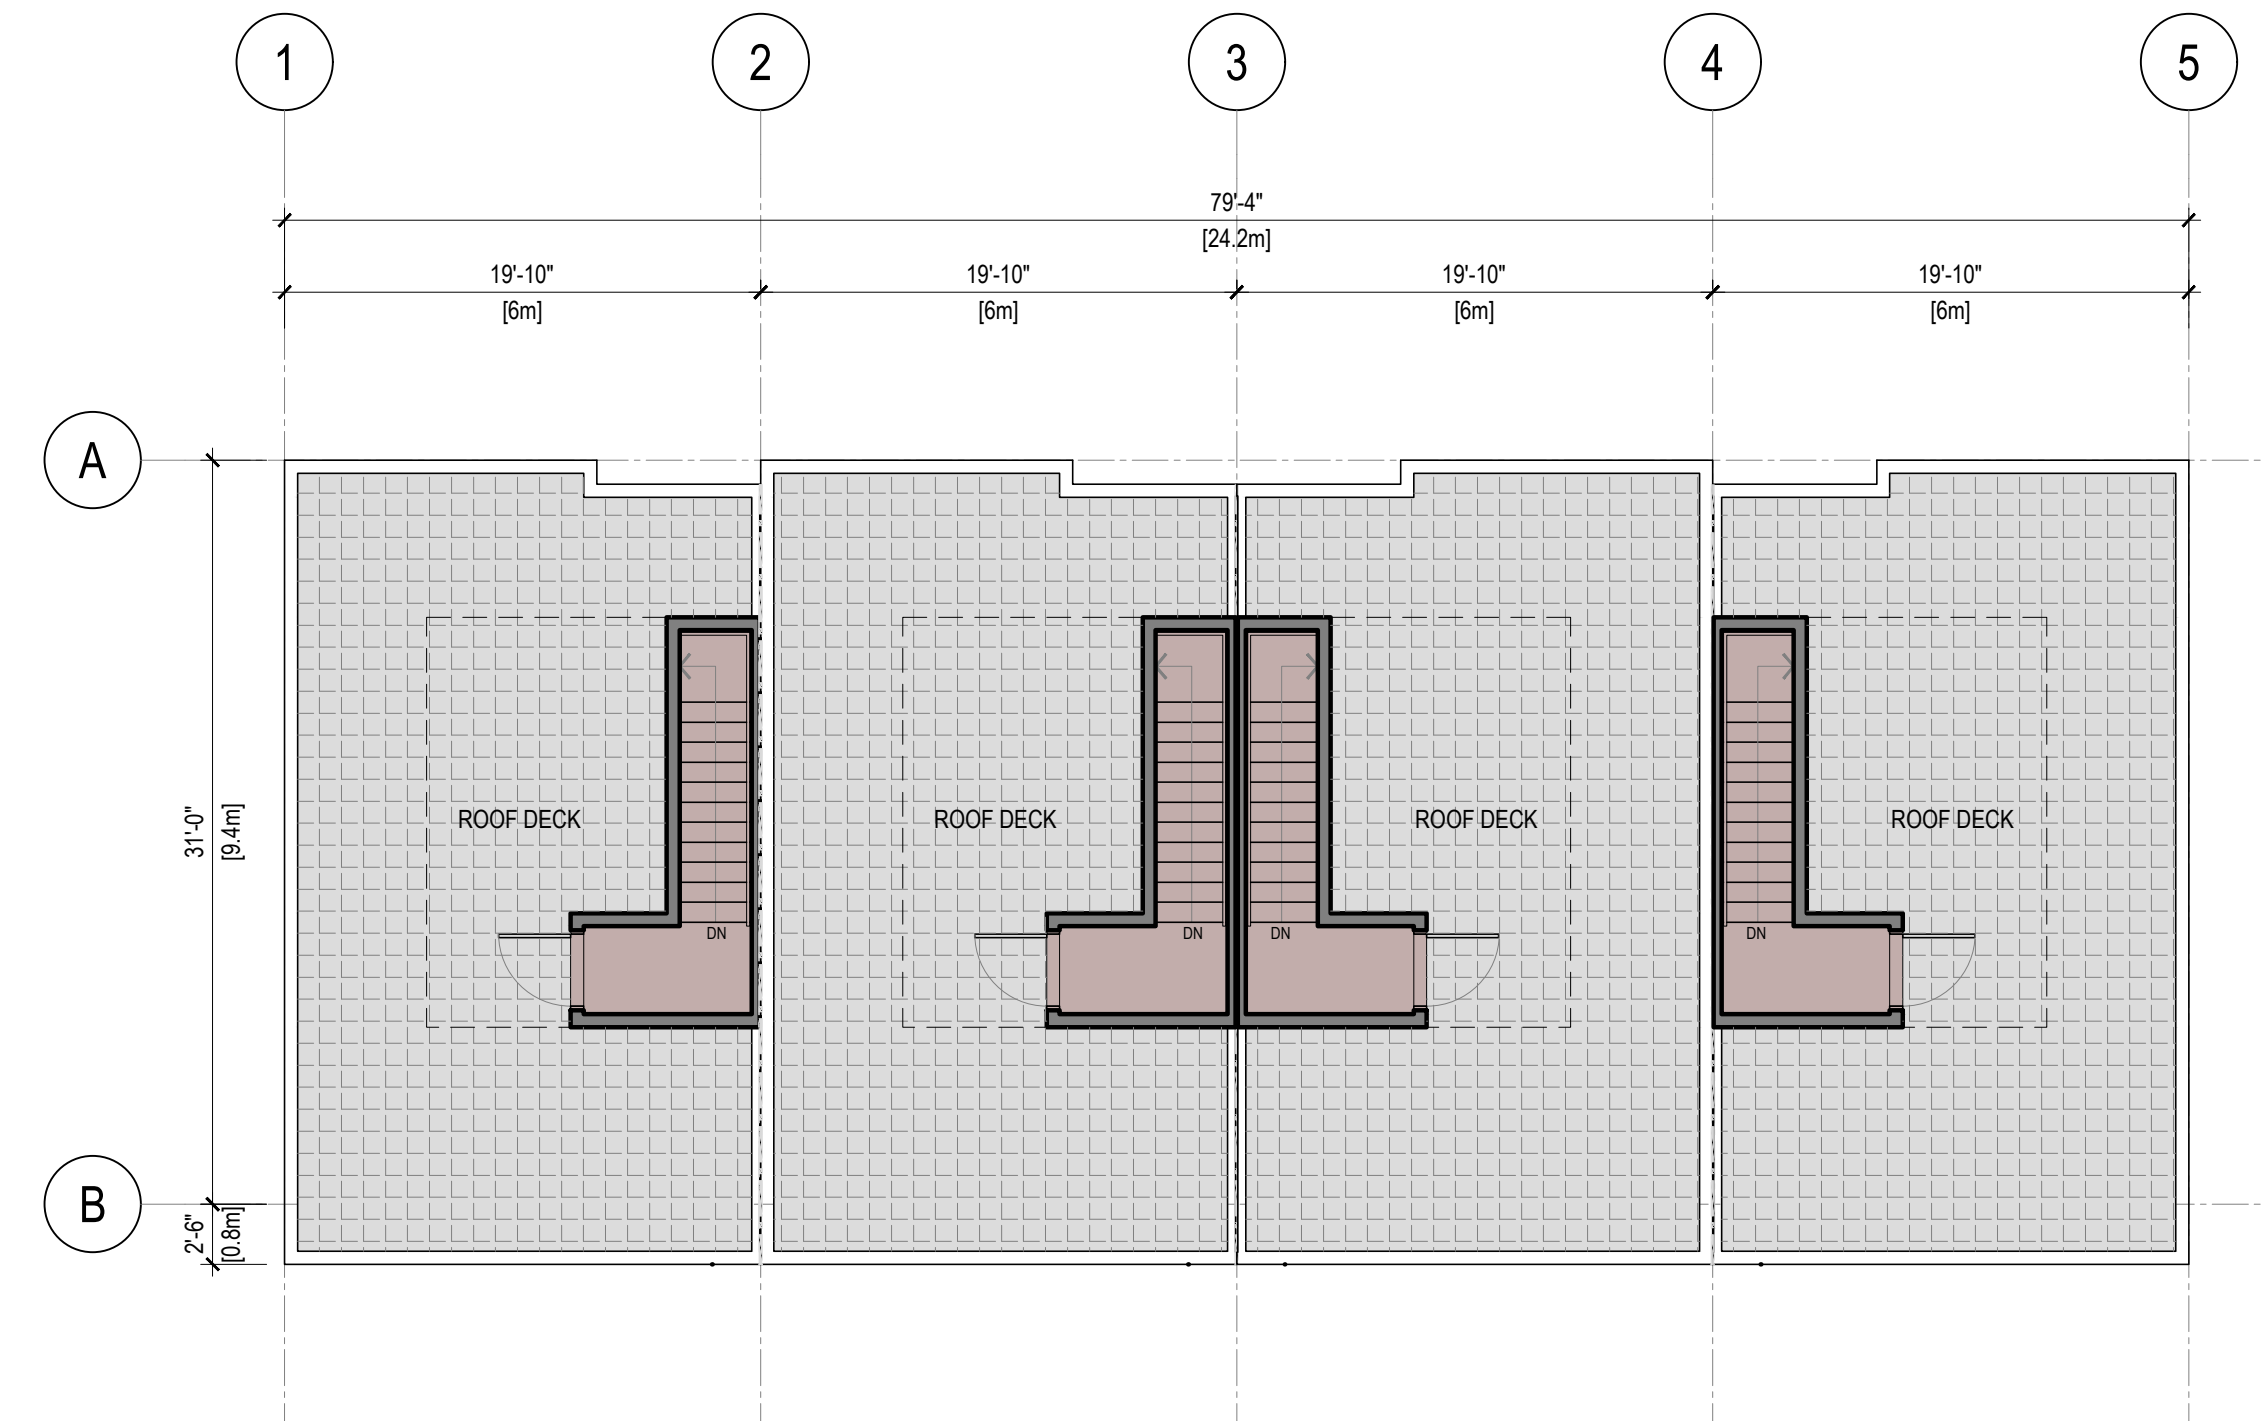 1 2 3 4 5
79'-4"
[24.2m]
19'-10" 19'-10" 19'-10" 19'-10"
[6m] [6m] [6m] [6m]
A
31'-0"
[9.4m]
ROOF DECK ROOF DECK ROOF DECK ROOF DECK
DN DN DN DN
B
2'-6"
[0.8m]